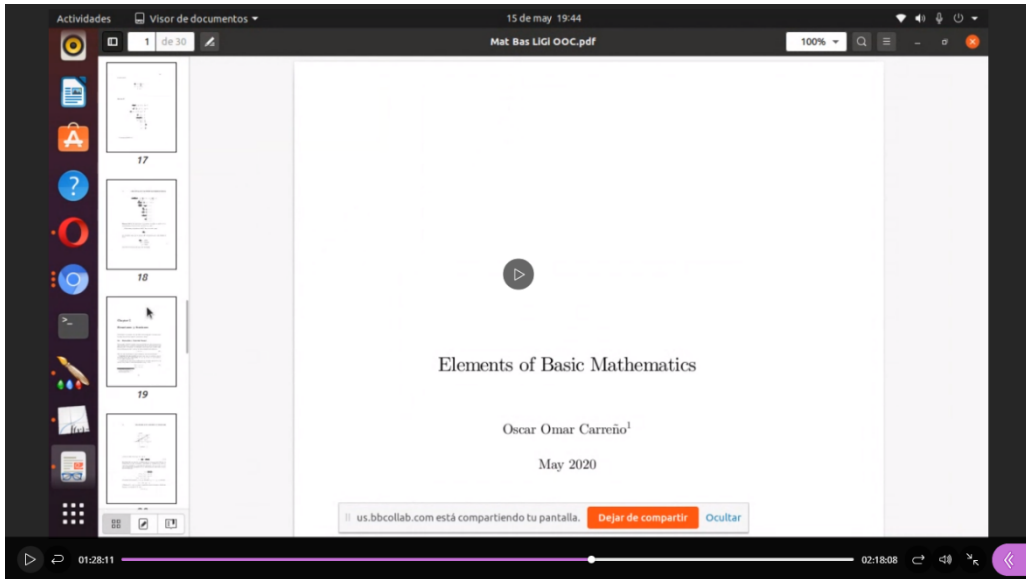 Actividades
Visor de documentos
15 de may 19:44
1 de 30
Mat Bas LiGi OOC.pdf
100%
17
18
19
Elements of Basic Mathematics
Oscar Omar Carreño1
May 2020
us.bbcollab.com está compartiendo tu pantalla.
Dejar de compartir
Ocultar
01:28:11
02:18:08